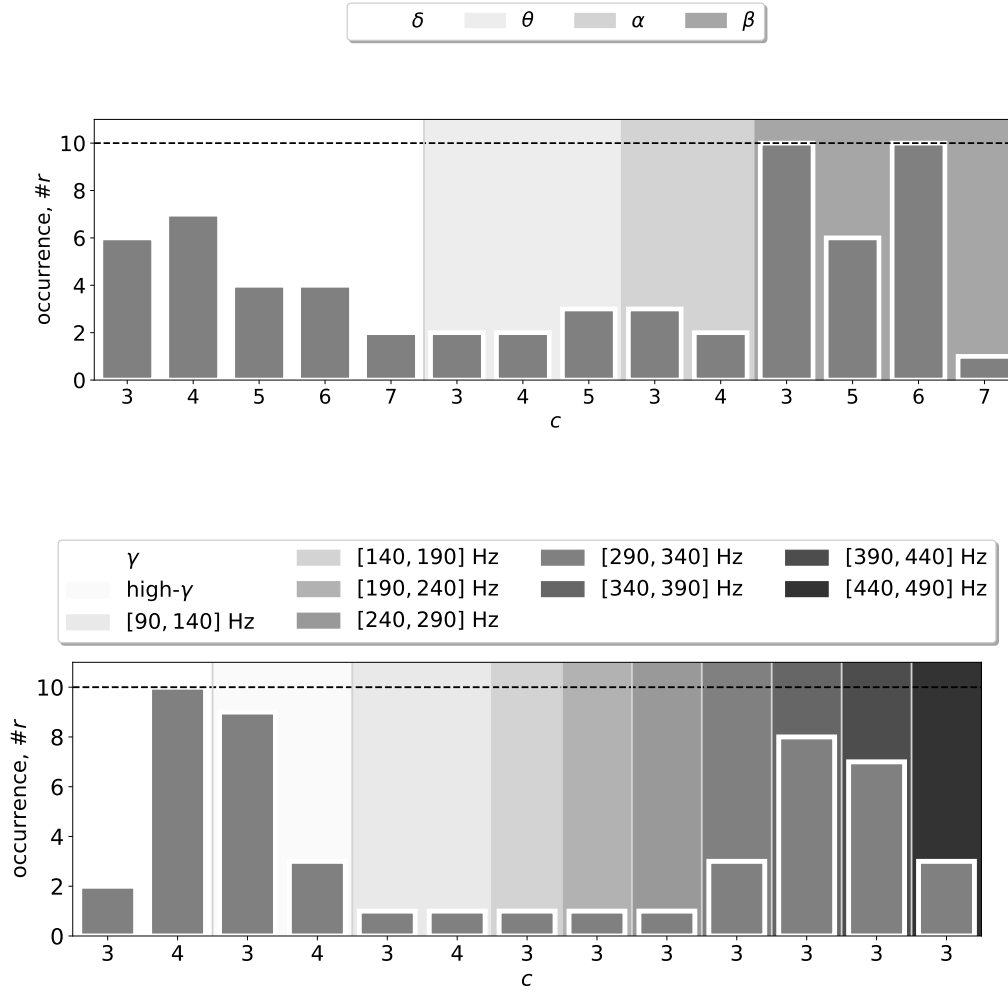 δ θ α β
10
8
6
4
2
0
occurrence, #r
3 4 5 6 7 3 4 5 3 4 3 5 6 7
c
γ [140, 190] Hz [290, 340] Hz [390, 440] Hz
high-γ [190, 240] Hz [340, 390] Hz [440, 490] Hz
[90, 140] Hz [240, 290] Hz
10
8
6
4
2
0
occurrence, #r
3 4 3 4 3 4 3 3 3 3 3 3 3
c